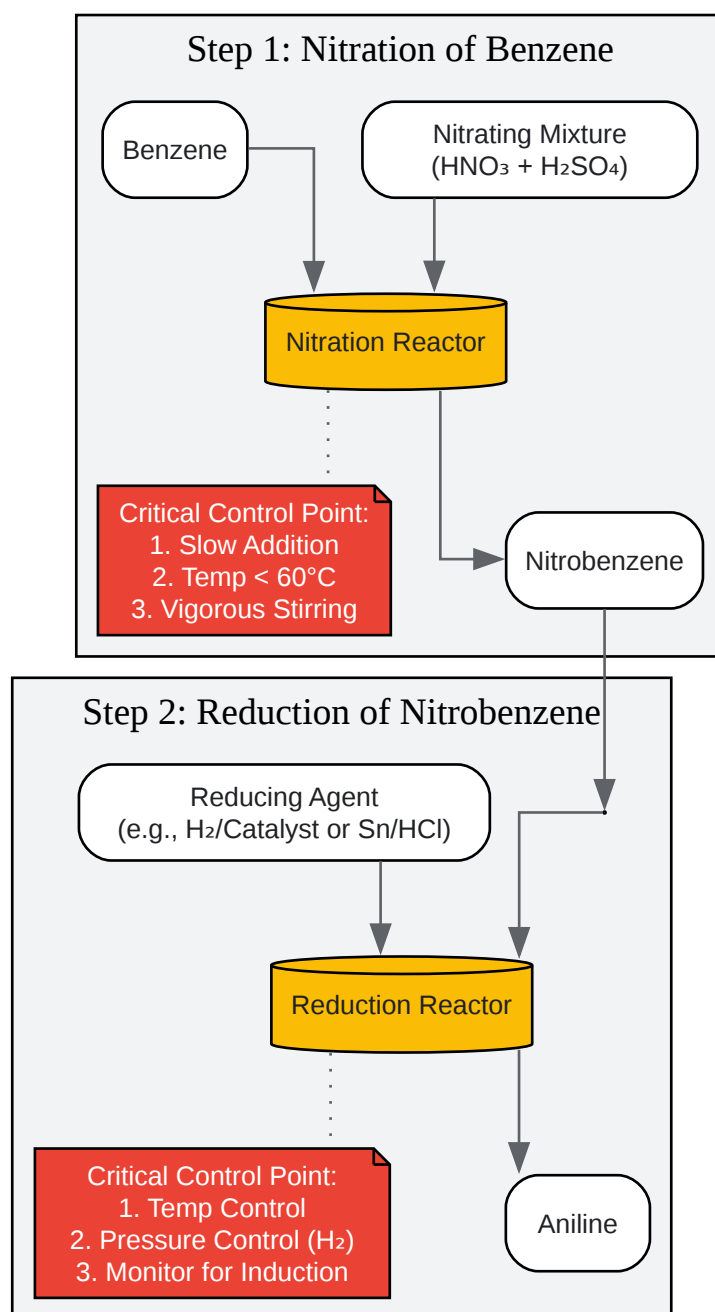 Step 1: Nitration of Benzene
Benzene
Nitrating Mixture
(HNO₃ + H₂SO₄)
Nitration Reactor
Critical Control Point:
1. Slow Addition
2. Temp < 60°C
3. Vigorous Stirring
Nitrobenzene
Step 2: Reduction of Nitrobenzene
Reducing Agent
(e.g., H₂/Catalyst or Sn/HCl)
Reduction Reactor
Critical Control Point:
1. Temp Control
2. Pressure Control (H₂)
3. Monitor for Induction
Aniline